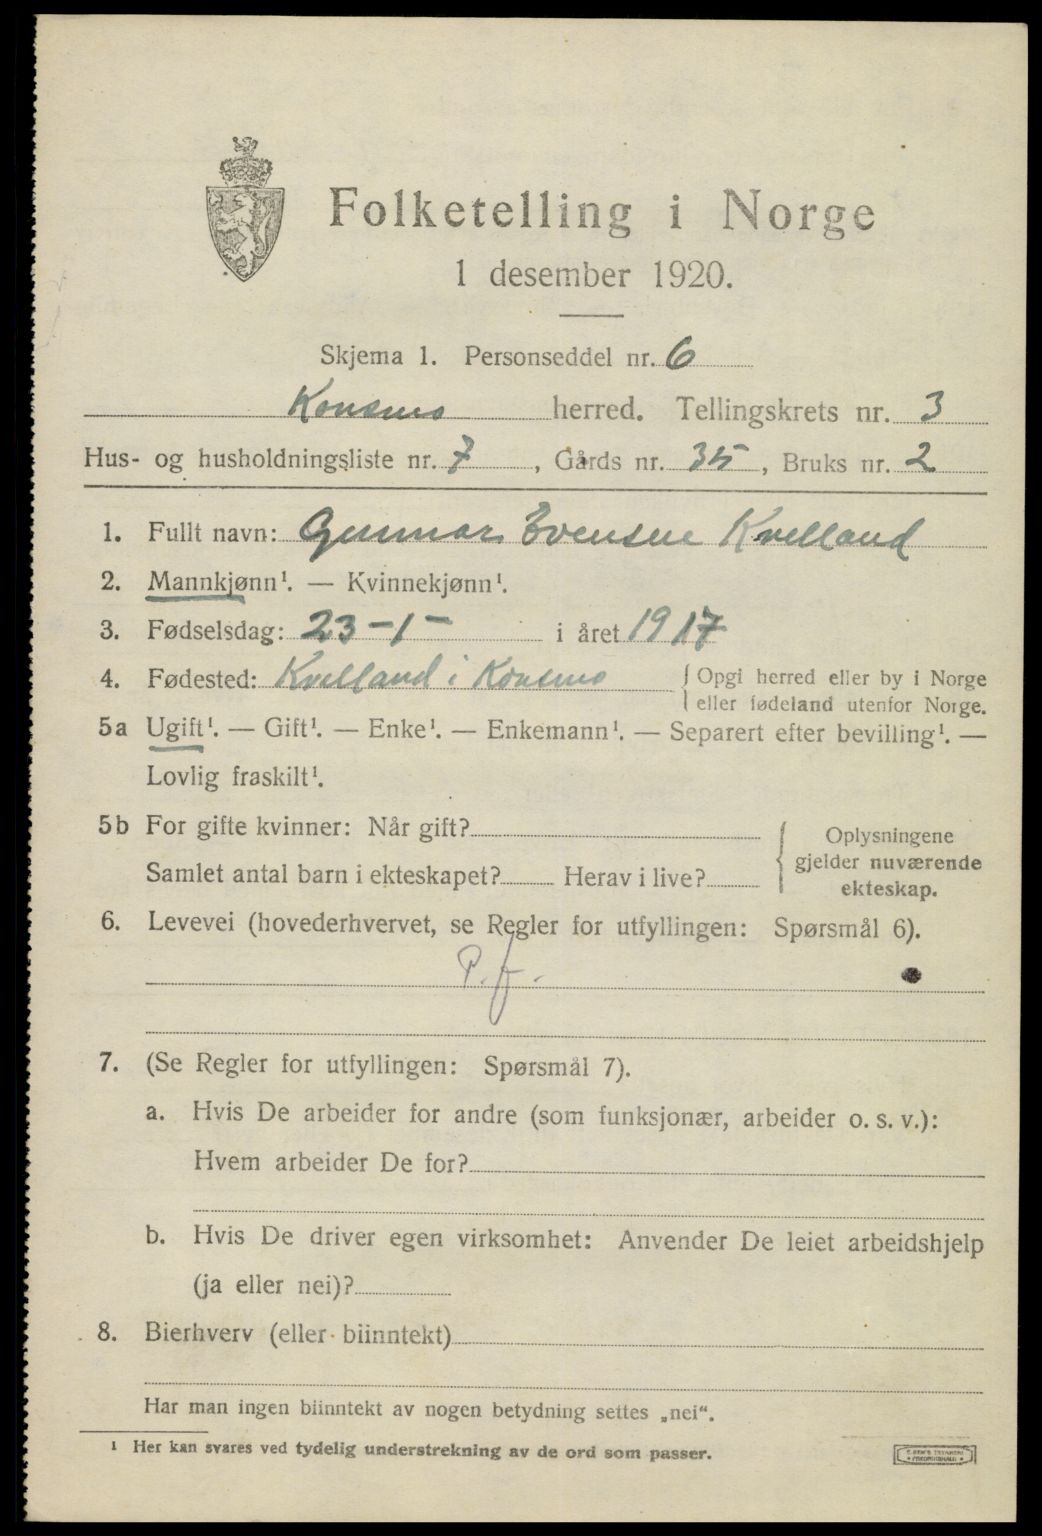 Folketelling i Norge
1 desember 1920.
Skjema 1. Personseddel nr. 6
Konsmo herred. Tellingskrets nr. 3
Hus- og husholdningsliste nr. 7, Gårds nr. 35, Bruks nr. 2
1. Fullt navn: Gunnar Evensen Kvelland
2. Mannkjønn¹. — Kvinnekjønn¹.
3. Fødselsdag: 23-1- i året 1917
4. Fødested: Kvelland i Konsmo { Opgi herred eller by i Norge
eller fødeland utenfor Norge.
5a Ugift¹. — Gift¹. — Enke¹. — Enkemann¹. — Separert efter bevilling¹. —
Lovlig fraskilt¹.
5b For gifte kvinner: Når gift?
Samlet antal barn i ekteskapet? Herav i live?
{ Oplysningene
gjelder nuværende
ekteskap.
6. Levevei (hovederhvervet, se Regler for utfyllingen: Spørsmål 6).
P. f.
7. (Se Regler for utfyllingen: Spørsmål 7).
a. Hvis De arbeider for andre (som funksjonær, arbeider o. s. v.):
Hvem arbeider De for?
b. Hvis De driver egen virksomhet: Anvender De leiet arbeidshjelp
(ja eller nei)?
8. Bierhverv (eller biinntekt)
Har man ingen biinntekt av nogen betydning settes „nei“.
¹ Her kan svares ved tydelig understrekning av de ord som passer.